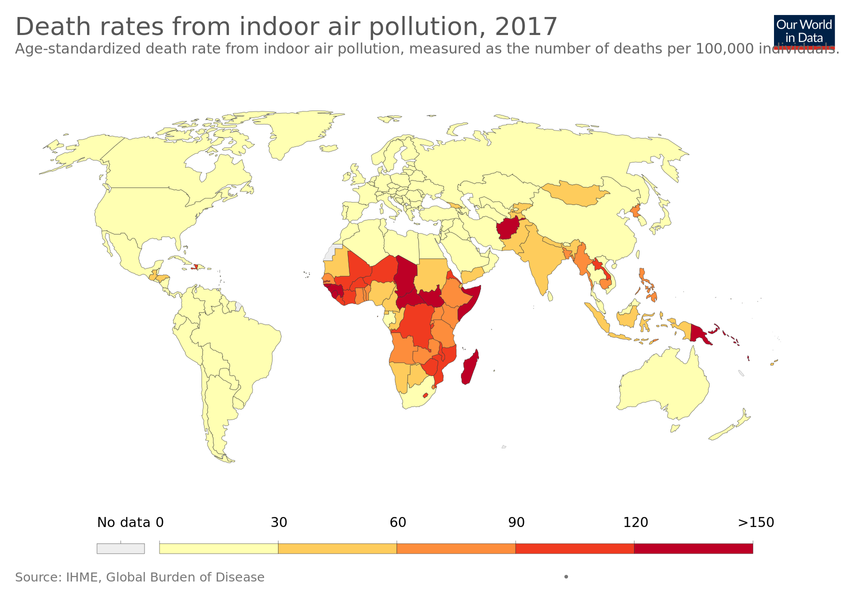 Death rates from indoor air pollution, 2017
Our World
in Data
Age-standardized death rate from indoor air pollution, measured as the number of deaths per 100,000 individuals.
No data 0 30 60 90 120 >150
Source: IHME, Global Burden of Disease